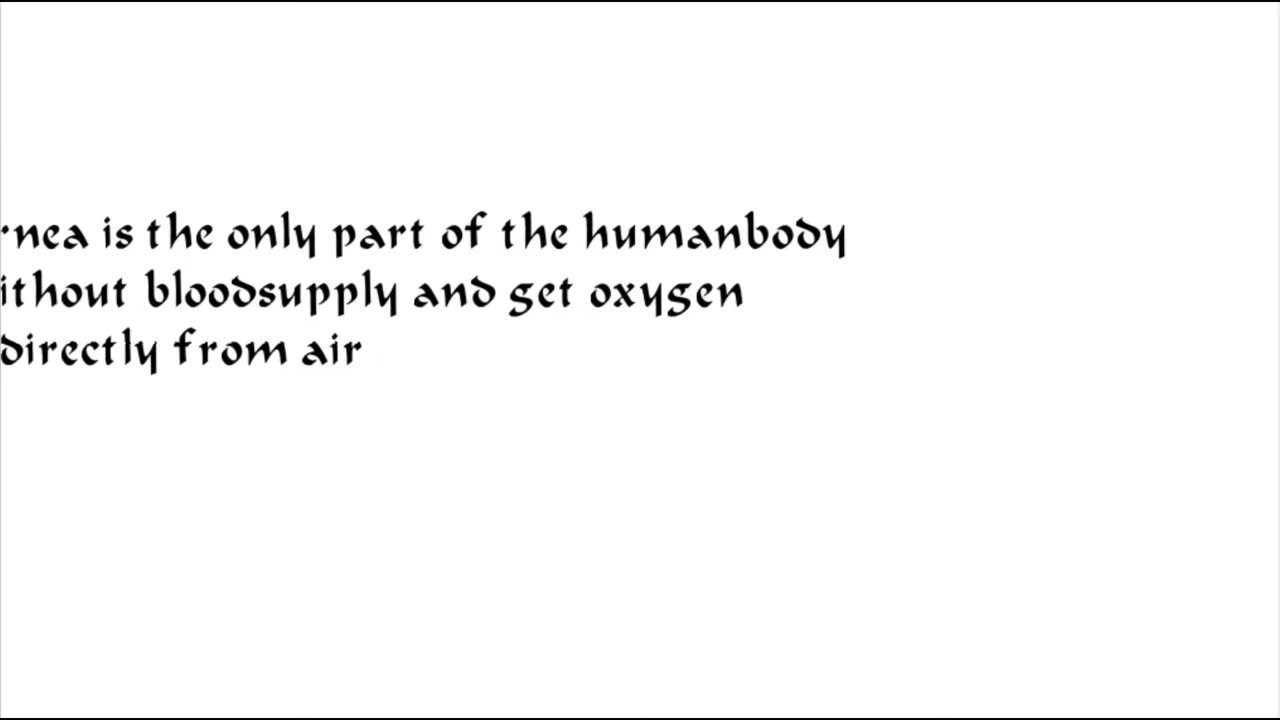 rnea is the only part of the humanbody
ithout bloodsupply and get oxygen
directly from air